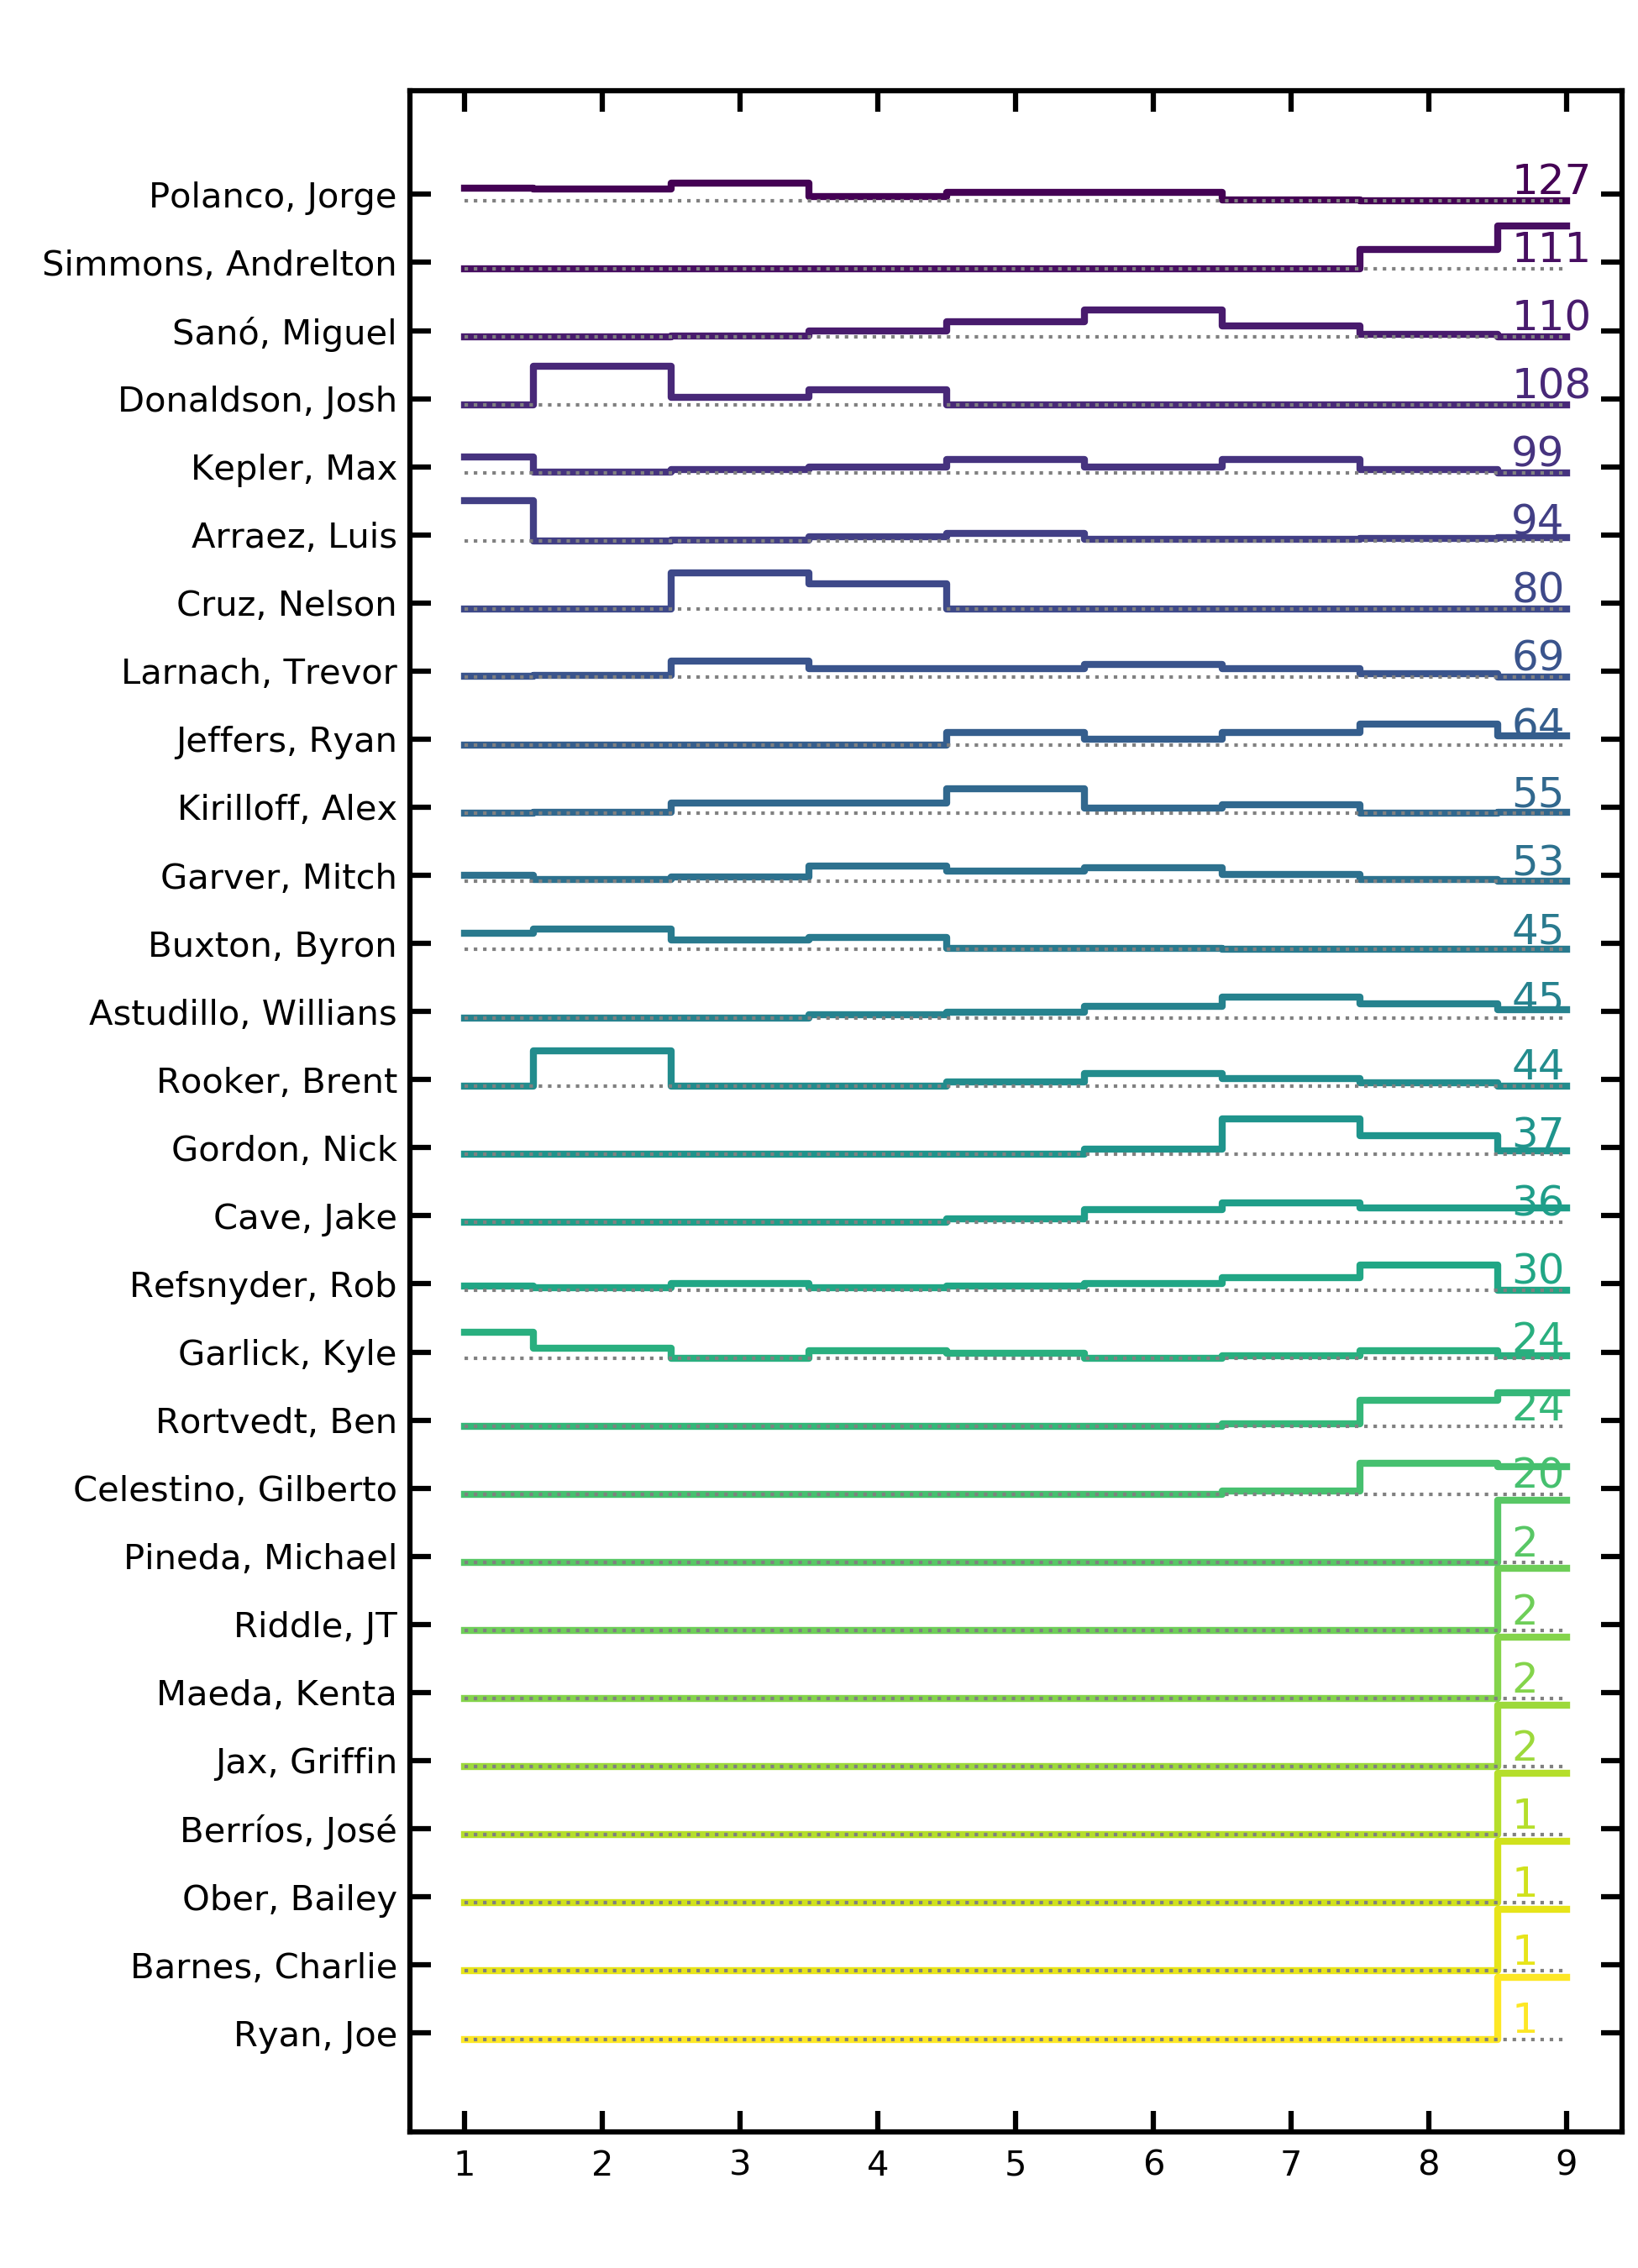 Polanco, Jorge 127
Simmons, Andrelton 111
Sanó, Miguel 110
Donaldson, Josh 108
Kepler, Max 99
Arraez, Luis 94
Cruz, Nelson 80
Larnach, Trevor 69
Jeffers, Ryan 64
Kirilloff, Alex 55
Garver, Mitch 53
Buxton, Byron 45
Astudillo, Willians 45
Rooker, Brent 44
Gordon, Nick 37
Cave, Jake 36
Refsnyder, Rob 30
Garlick, Kyle 24
Rortvedt, Ben 24
Celestino, Gilberto 20
Pineda, Michael 2
Riddle, JT 2
Maeda, Kenta 2
Jax, Griffin 2
Berríos, José 1
Ober, Bailey 1
Barnes, Charlie 1
Ryan, Joe 1
1 2 3 4 5 6 7 8 9